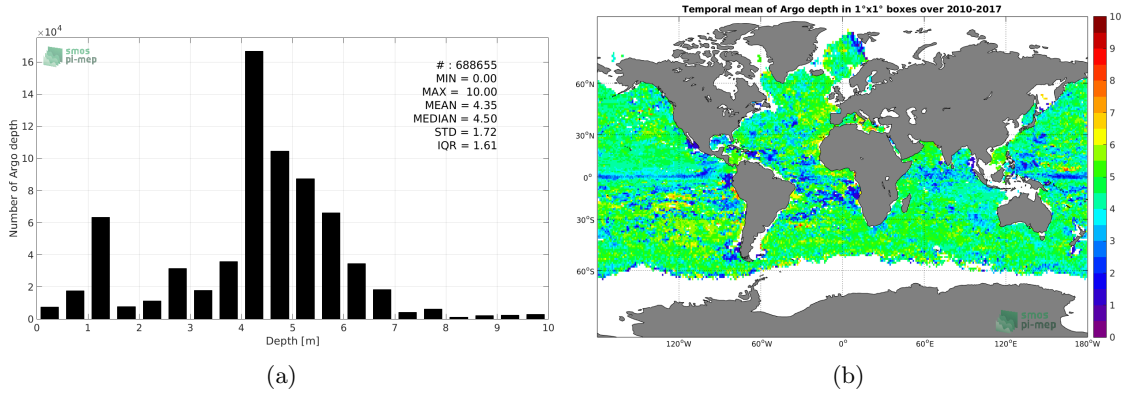 ×10⁴
smos
pi-mep
# : 688655
MIN = 0.00
MAX = 10.00
MEAN = 4.35
MEDIAN = 4.50
STD = 1.72
IQR = 1.61
Number of Argo depth
16
14
12
10
8
6
4
2
0
0 1 2 3 4 5 6 7 8 9 10
Depth [m]
(a)
Temporal mean of Argo depth in 1°x1° boxes over 2010-2017
60°N
30°N
0°
30°S
60°S
120°W 60°W 0° 60°E 120°E 180°W
smos
pi-mep
10
9
8
7
6
5
4
3
2
1
0
(b)